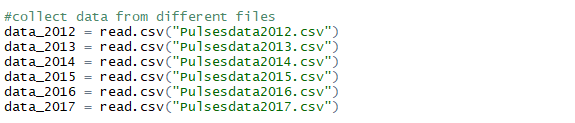 #collect data from different files
data_2012 = read.csv("Pulsesdata2012.csv")
data_2013 = read.csv("Pulsesdata2013.csv")
data_2014 = read.csv("Pulsesdata2014.csv")
data_2015 = read.csv("Pulsesdata2015.csv")
data_2016 = read.csv("Pulsesdata2016.csv")
data_2017 = read.csv("Pulsesdata2017.csv")